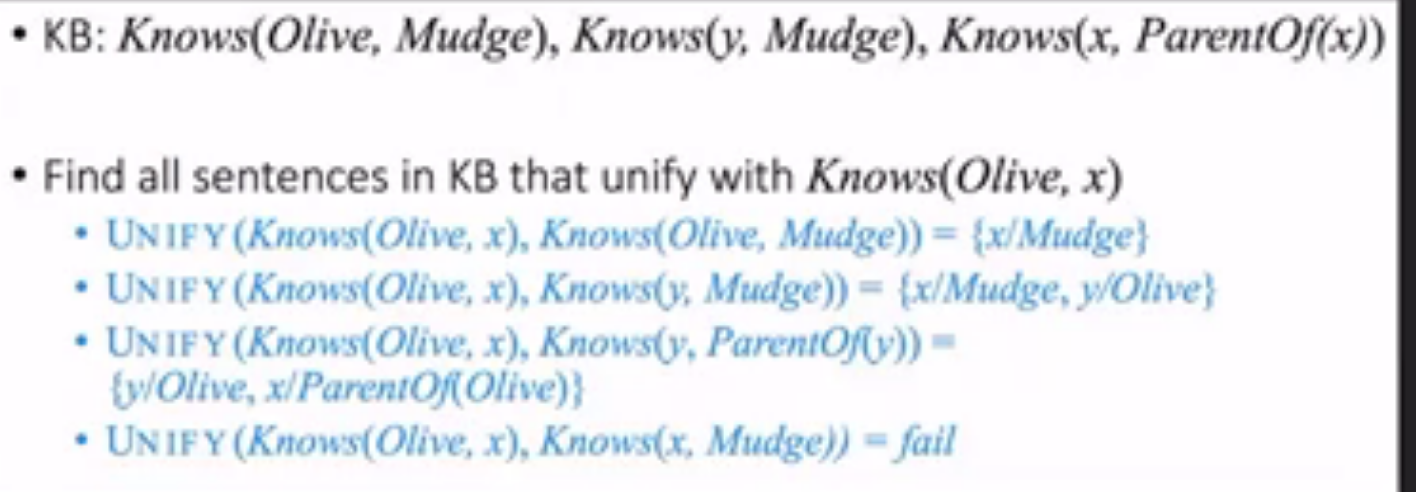 • KB: Knows(Olive, Mudge), Knows(y, Mudge), Knows(x, ParentOf(x))
• Find all sentences in KB that unify with Knows(Olive, x)
• UNIFY(Knows(Olive, x), Knows(Olive, Mudge)) = {x/Mudge}
• UNIFY(Knows(Olive, x), Knows(y, Mudge)) = {x/Mudge, y/Olive}
• UNIFY(Knows(Olive, x), Knows(y, ParentOf(y)) =
{y/Olive, x/ParentOf(Olive)}
• UNIFY(Knows(Olive, x), Knows(x, Mudge)) = fail